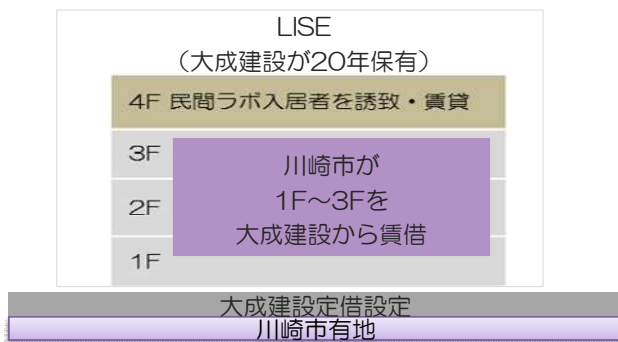 LISE
（大成建設が20年保有）
4F 民間ラボ入居者を誘致・賃貸
3F
川崎市が
2F
1F～3Fを
大成建設から賃借
1F
大成建設定借設定
川崎市有地